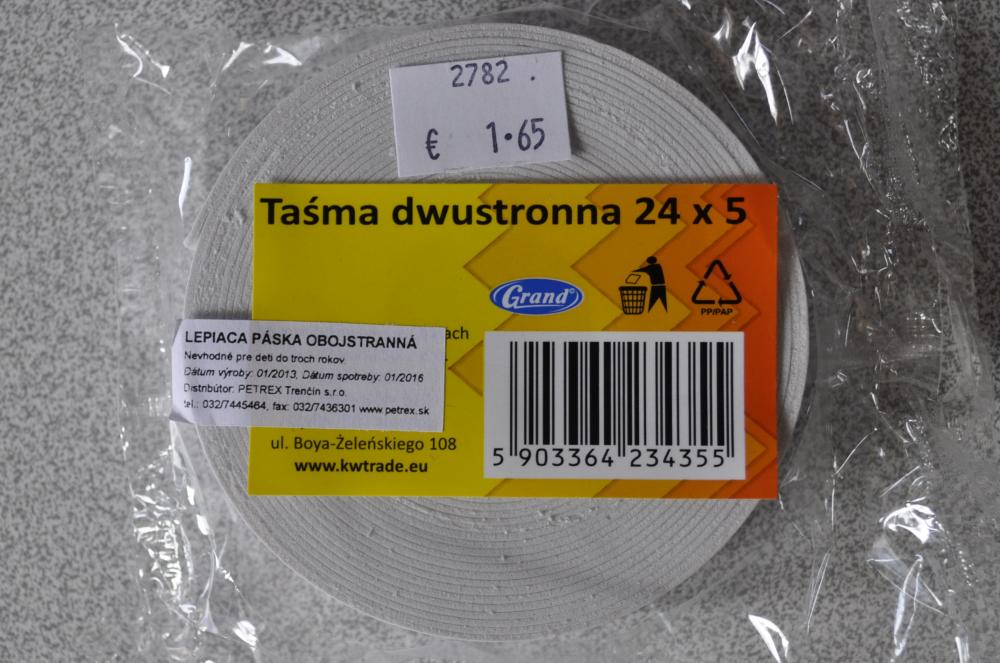 2782 .
€ 1.65
Taśma dwustronna 24 x 5
Grand
PP/PAP
ach
LEPIACA PÁSKA OBOJSTRANNÁ
Nevhodné pre deti do troch rokov
Dátum výroby: 01/2013, Dátum spotreby: 01/2016
Distribútor: PETREX Trenčín s.r.o.
tel.: 032/7445464, fax: 032/7436301 www.petrex.sk
ul. Boya-Żeleńskiego 108
www.kwtrade.eu
5 903364 234355